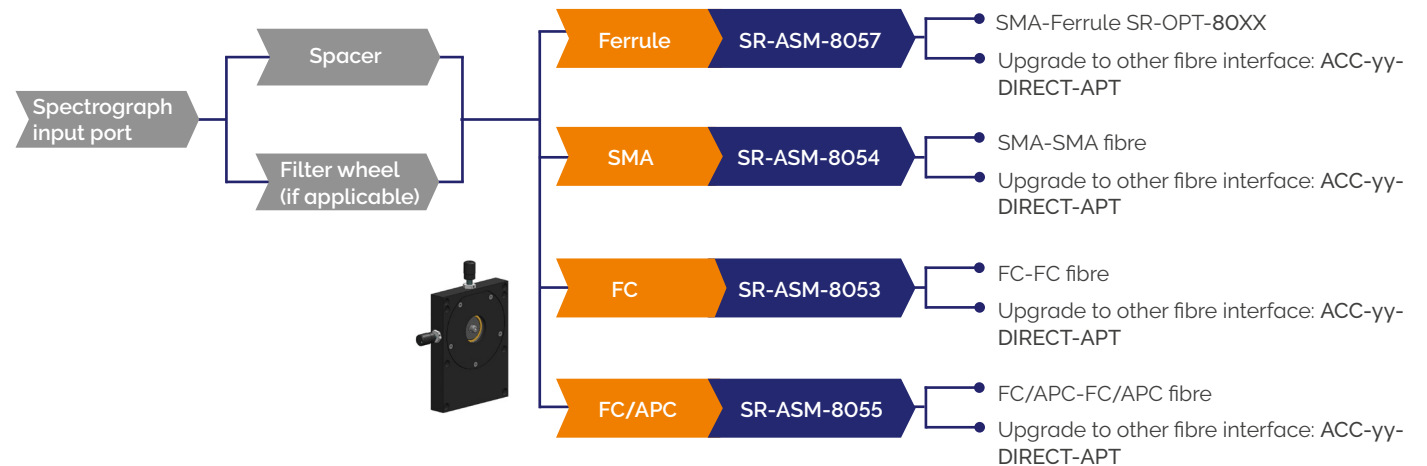 Spectrograph
input port
Spacer
Filter wheel
(if applicable)
Ferrule
SR-ASM-8057
SMA-Ferrule SR-OPT-80XX
Upgrade to other fibre interface: ACC-yy-
DIRECT-APT
SMA
SR-ASM-8054
SMA-SMA fibre
Upgrade to other fibre interface: ACC-yy-
DIRECT-APT
FC
SR-ASM-8053
FC-FC fibre
Upgrade to other fibre interface: ACC-yy-
DIRECT-APT
FC/APC
SR-ASM-8055
FC/APC-FC/APC fibre
Upgrade to other fibre interface: ACC-yy-
DIRECT-APT